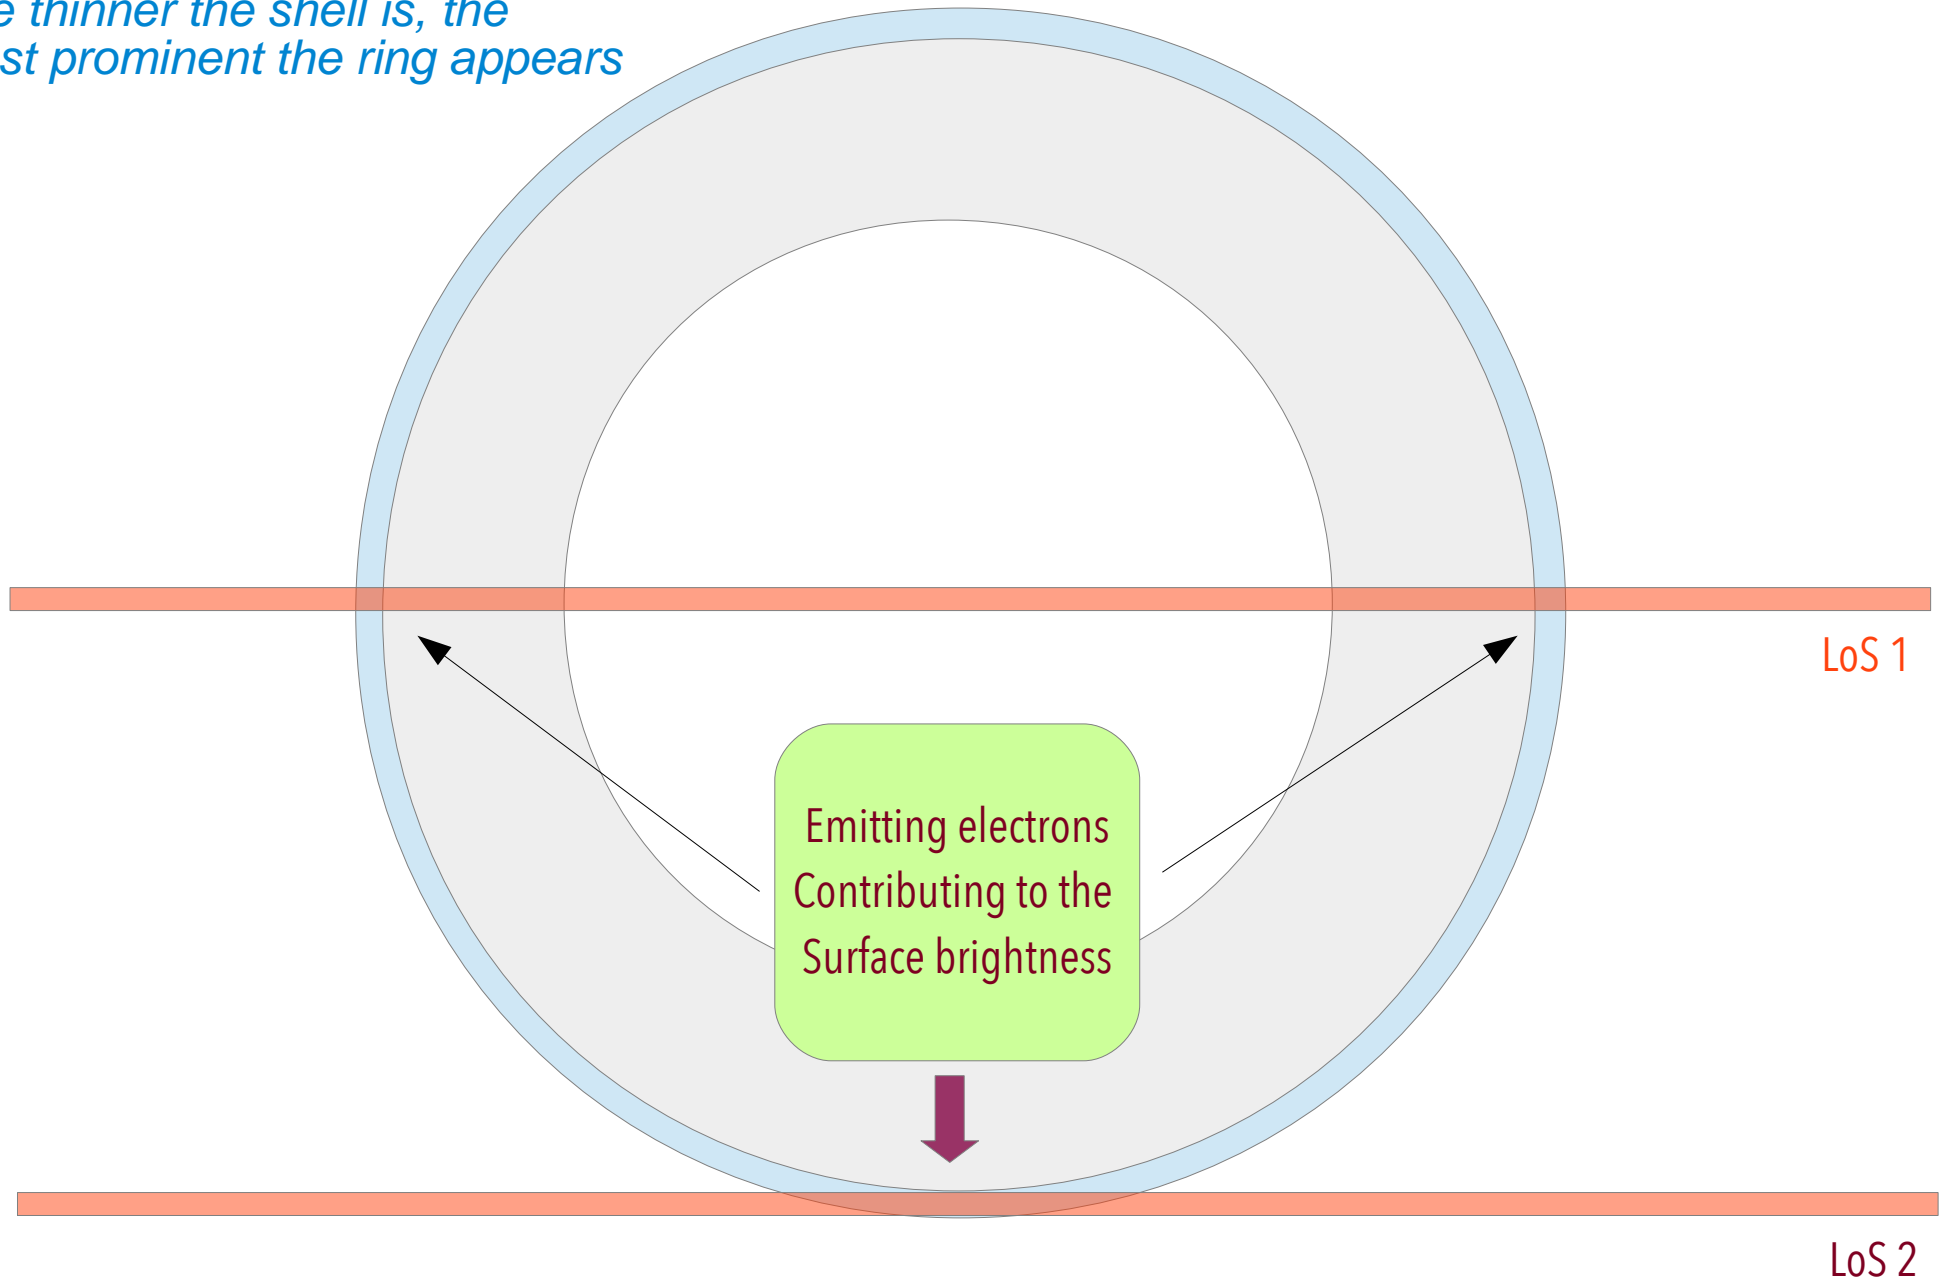 thinner the shell is, the
prominent the ring appears
LoS 1
Emitting electrons
Contributing to the
Surface brightness
LoS 2